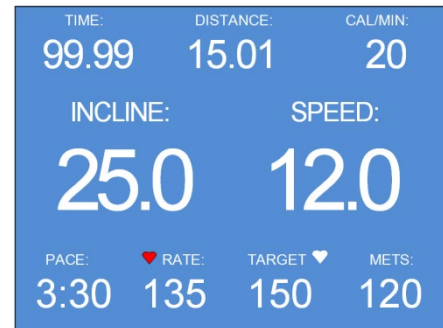 TIME: DISTANCE: CAL/MIN:
99.99 15.01 20
INCLINE: SPEED:
25.0 12.0
PACE: RATE: TARGET METS:
3:30 135 150 120